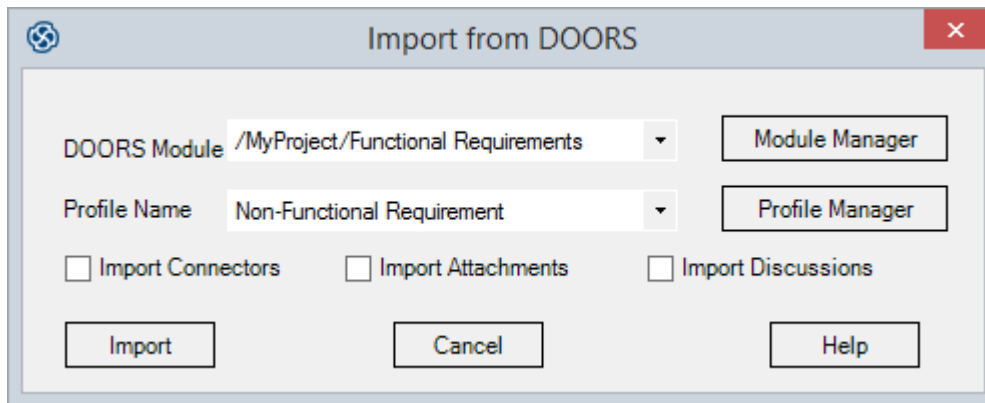 Import from DOORS
DOORS Module /MyProject/Functional Requirements Module Manager
Profile Name Non-Functional Requirement Profile Manager
Import Connectors Import Attachments Import Discussions
Import Cancel Help